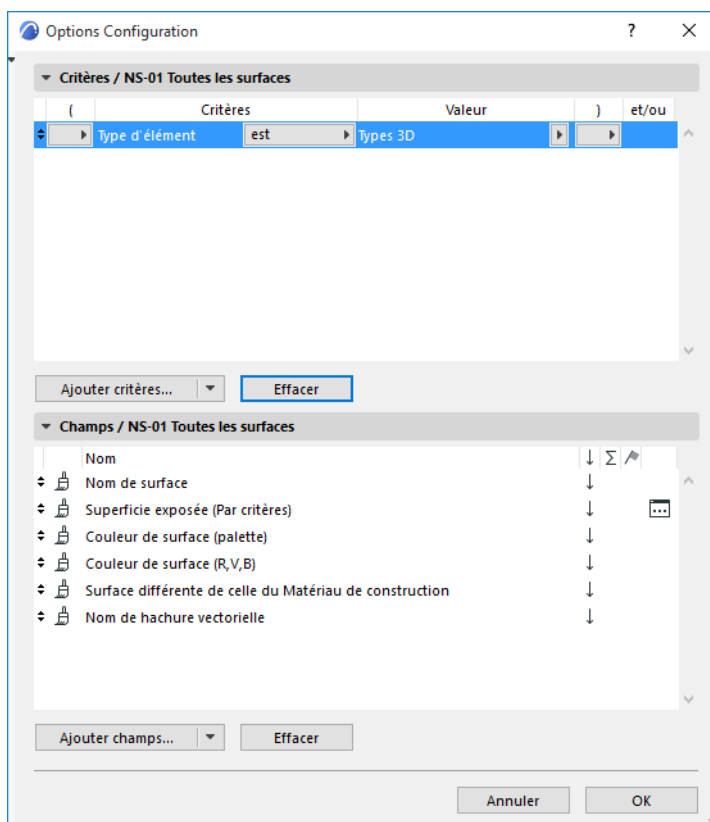 Options Configuration ? ×
Critères / NS-01 Toutes les surfaces
( Critères Valeur ) et/ou
Type d'élément est Types 3D
Ajouter critères... Effacer
Champs / NS-01 Toutes les surfaces
Nom ↓ Σ
Nom de surface ↓
Superficie exposée (Par critères) ↓
Couleur de surface (palette) ↓
Couleur de surface (R,V,B) ↓
Surface différente de celle du Matériau de construction ↓
Nom de hachure vectorielle ↓
Ajouter champs... Effacer
Annuler OK